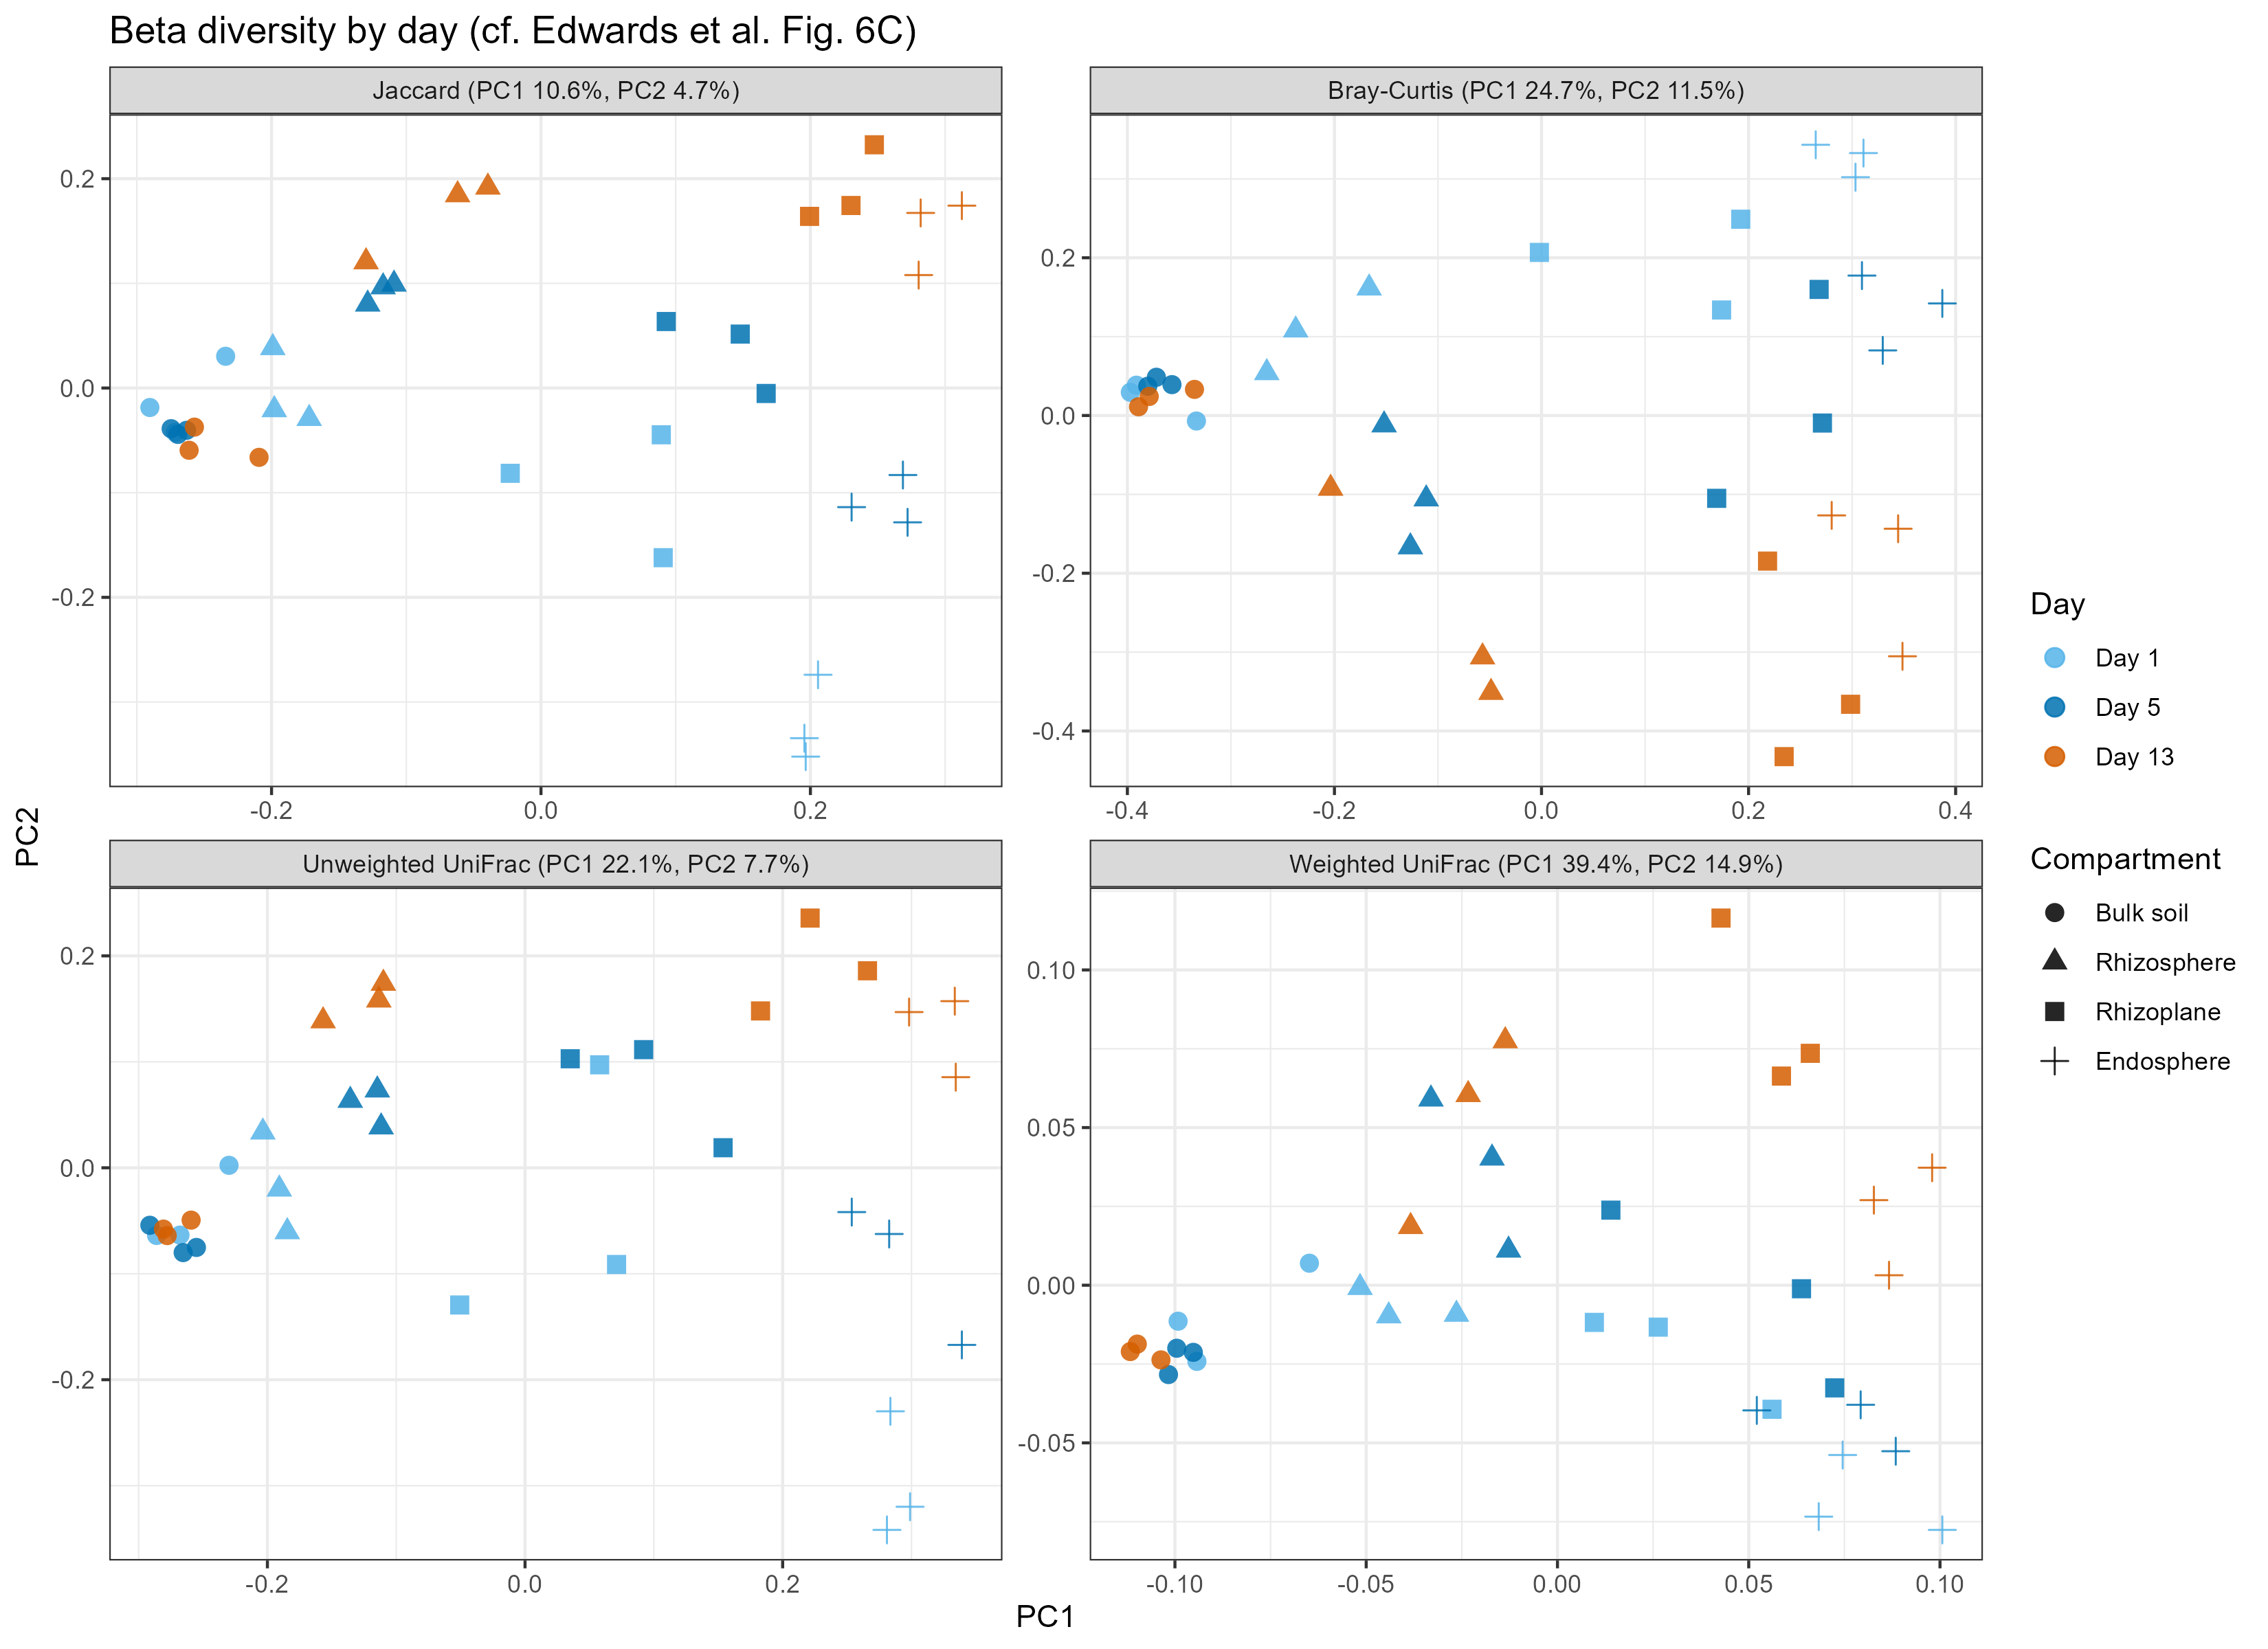 Beta diversity by day (cf. Edwards et al. Fig. 6C)
Jaccard (PC1 10.6%, PC2 4.7%)
Bray-Curtis (PC1 24.7%, PC2 11.5%)
0.2
0.0
-0.2
-0.2
0.0
0.2
0.2
0.0
-0.2
-0.4
-0.4
-0.2
0.0
0.2
0.4
Unweighted UniFrac (PC1 22.1%, PC2 7.7%)
Weighted UniFrac (PC1 39.4%, PC2 14.9%)
0.2
0.0
-0.2
-0.2
0.0
0.2
0.10
0.05
0.00
-0.05
-0.10
-0.05
0.00
0.05
0.10
PC2
PC1
Day
Day 1
Day 5
Day 13
Compartment
Bulk soil
Rhizosphere
Rhizoplane
Endosphere